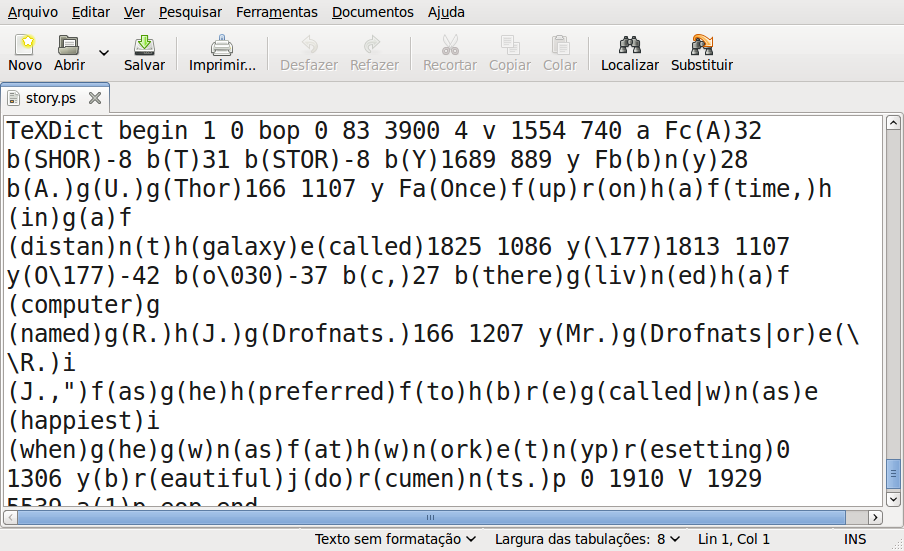 Arquivo Editar Ver Pesquisar Ferramentas Documentos Ajuda
Novo Abrir Salvar Imprimir... Desfazer Refazer Recortar Copiar Colar Localizar Substituir
story.ps
TeXDict begin 1 0 bop 0 83 3900 4 v 1554 740 a Fc(A)32
b(SHOR)-8 b(T)31 b(STOR)-8 b(Y)1689 889 y Fb(b)n(y)28
b(A.)g(U.)g(Thor)166 1107 y Fa(Once)f(up)r(on)h(a)f(time,)h
(in)g(a)f
(distan)n(t)h(galaxy)e(called)1825 1086 y(\177)1813 1107
y(O\177)-42 b(o\030)-37 b(c,)27 b(there)g(liv)n(ed)h(a)f
(computer)g
(named)g(R.)h(J.)g(Drofnats.)166 1207 y(Mr.)g(Drofnats|or)e(\
\R.)i
(J.,")f(as)g(he)h(preferred)f(to)h(b)r(e)g(called|w)n(as)e
(happiest)i
(when)g(he)g(w)n(as)f(at)h(w)n(ork)e(t)n(yp)r(esetting)0
1306 y(b)r(eautiful)j(do)r(cumen)n(ts.)p 0 1910 V 1929
5539 a(1)p eop end
Texto sem formatação Largura das tabulações: 8 Lin 1, Col 1 INS